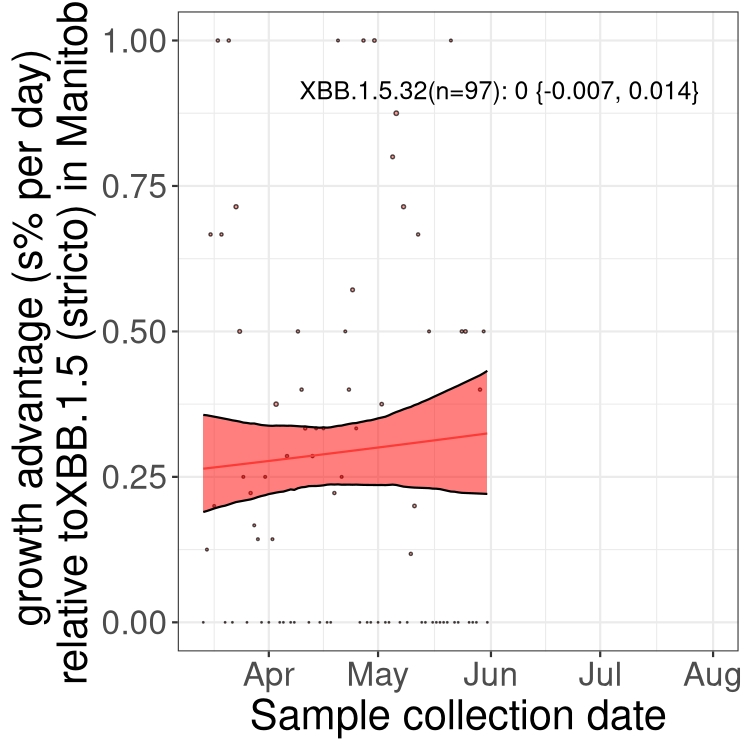 growth advantage (s% per day)
relative toXBB.1.5 (stricto) in Manitob
1.00
0.75
0.50
0.25
0.00
XBB.1.5.32(n=97): 0 {-0.007, 0.014}
Apr May Jun Jul Aug
Sample collection date